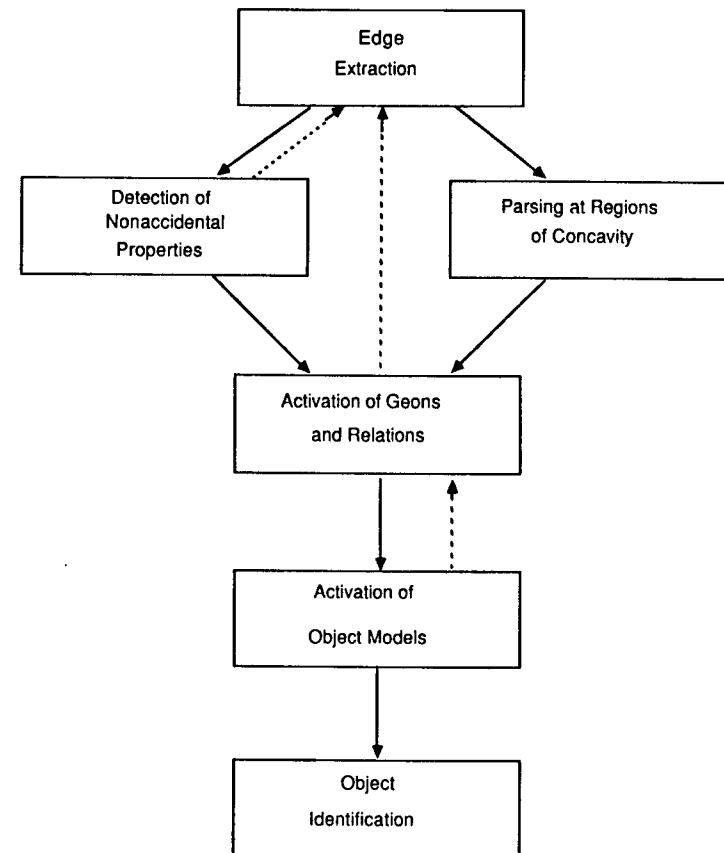 Edge
Extraction
Detection of
Nonaccidental
Properties
Parsing at Regions
of Concavity
Activation of Geons
and Relations
Activation of
Object Models
Object
Identification